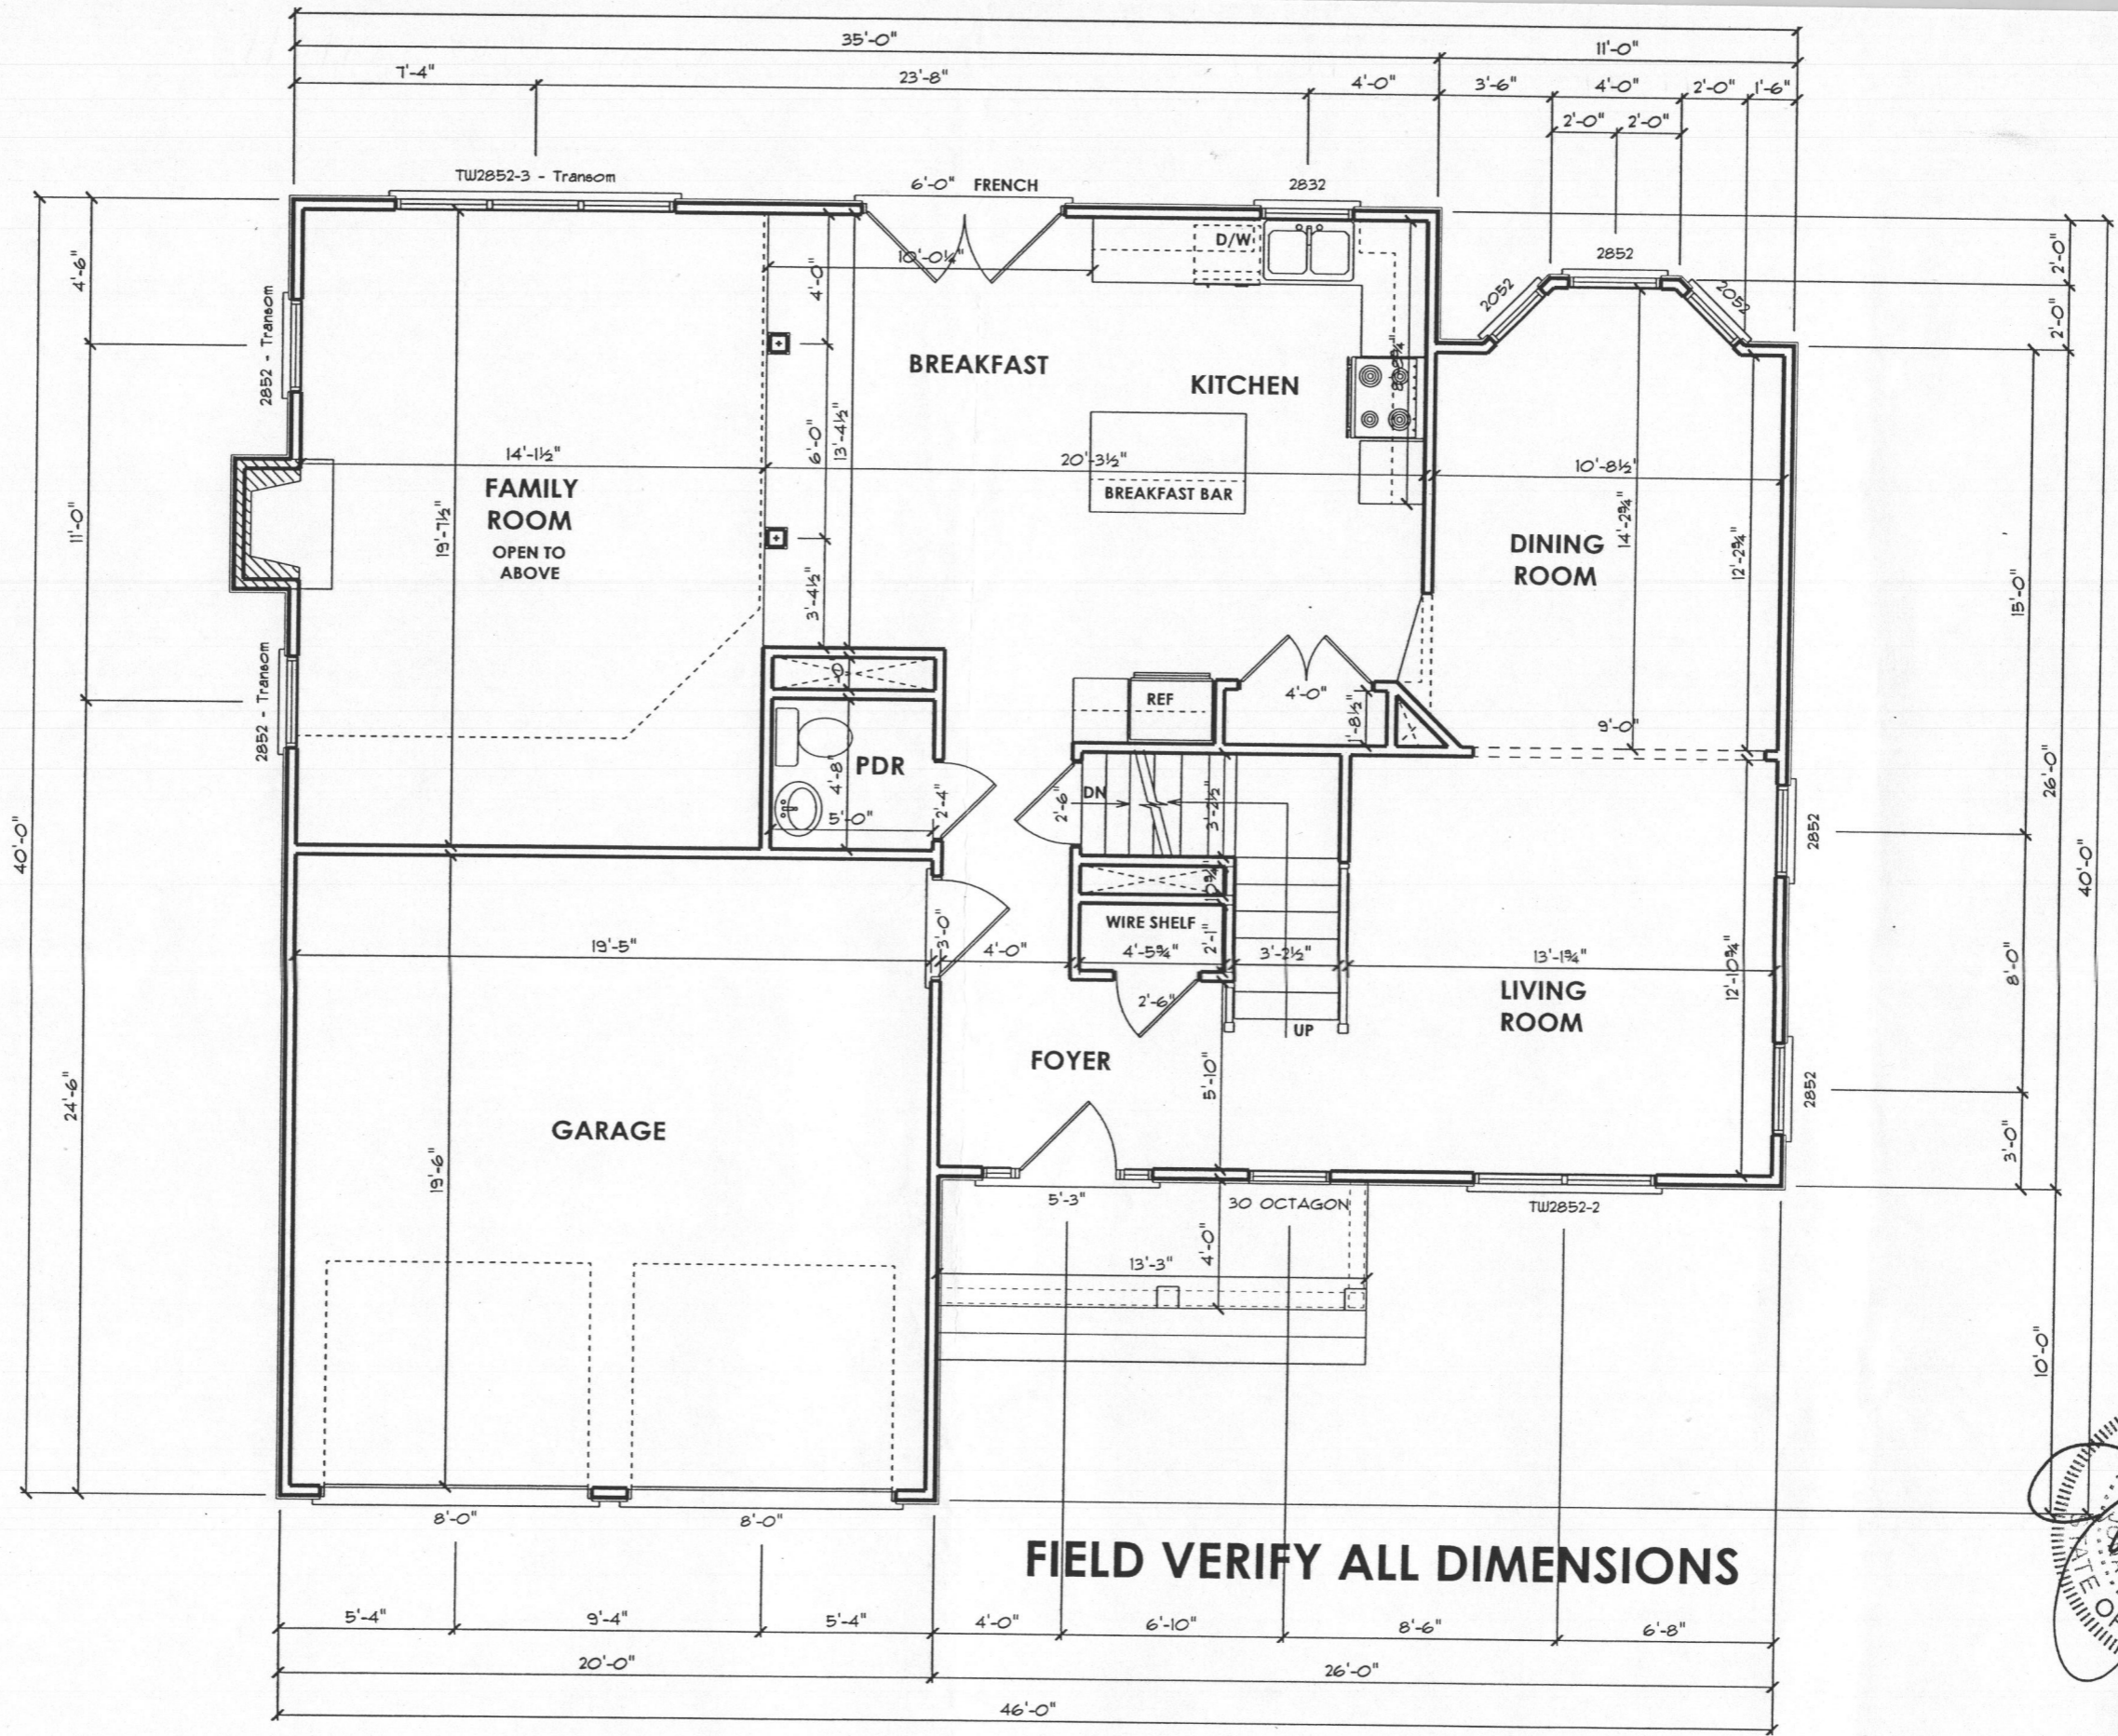 35'-0"
11'-0"
7'-4"
23'-8"
4'-0"
3'-6"
4'-0"
2'-0"
1'-6"
2'-0"
2'-0"
TW2852-3 - Transom
6'-0" FRENCH
2832
2852
2052
2052
4'-6"
2852 - Transom
11'-0"
2852 - Transom
40'-0"
24'-6"
D/W
10'-0¼"
4'-0"
6'-0"
13'-4½"
3'-4½"
BREAKFAST
KITCHEN
14'-1½"
20'-3½"
10'-8½"
FAMILY
ROOM
OPEN TO
ABOVE
19'-7½"
BREAKFAST BAR
14'-2¾"
12'-2¾"
DINING
ROOM
2'-0"
2'-0"
15'-0"
26'-0"
40'-0"
REF
4'-0"
1'-8½"
9'-0"
PDR
4'-8"
5'-0"
2'-4"
2'-6"
DN
3'-2½"
2852
WIRE SHELF
19'-5"
3'-0"
4'-0"
4'-5¾"
2'-1"
3'-2½"
13'-1¾"
12'-10¾"
8'-0"
2'-6"
UP
LIVING
ROOM
FOYER
5'-10"
2852
3'-0"
GARAGE
19'-6"
5'-3"
30 OCTAGON
TW2852-2
4'-0"
13'-3"
10'-0"
8'-0"
8'-0"
FIELD VERIFY ALL DIMENSIONS
5'-4"
9'-4"
5'-4"
4'-0"
6'-10"
8'-6"
6'-8"
20'-0"
26'-0"
46'-0"